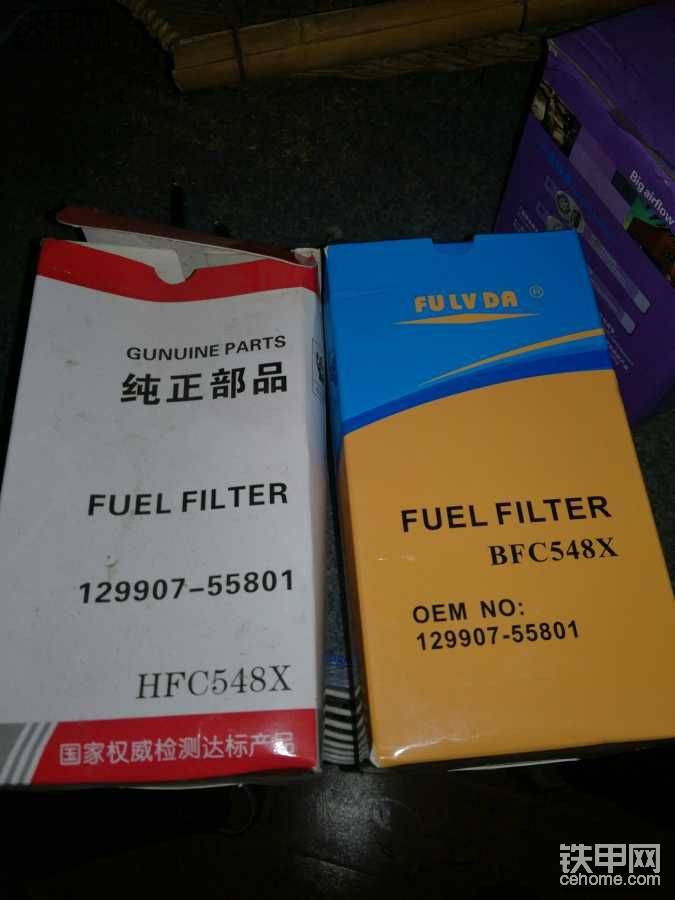 GUNUINE PARTS
纯正部品
FUEL FILTER
129907-55801
HFC548X
国家权威检测达标产品
FULVDA ®
FUEL FILTER
BFC548X
OEM NO:
129907-55801
Big airflow
铁甲网
cehome.com